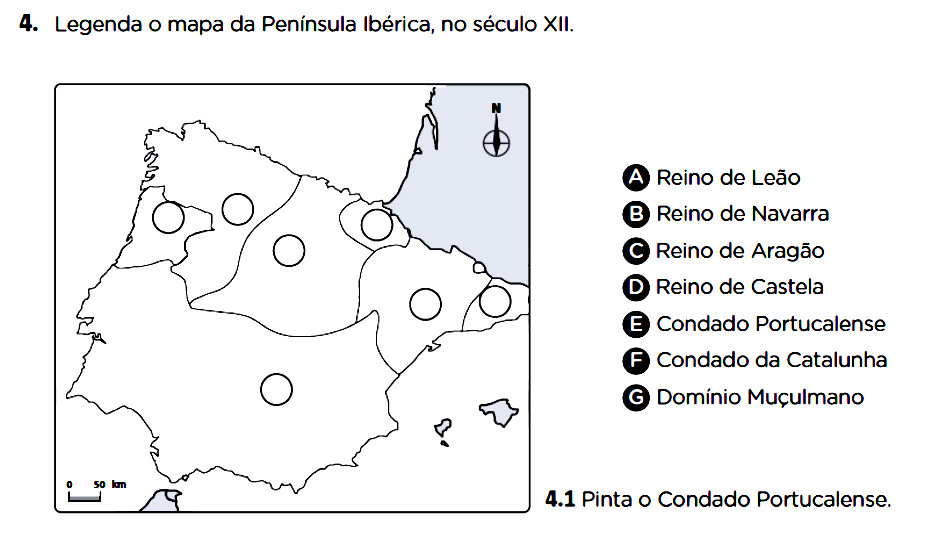 4. Legenda o mapa da Península Ibérica, no século XII.
N
A Reino de Leão
B Reino de Navarra
C Reino de Aragão
D Reino de Castela
E Condado Portucalense
F Condado da Catalunha
G Domínio Muçulmano
0 50 km
4.1 Pinta o Condado Portucalense.